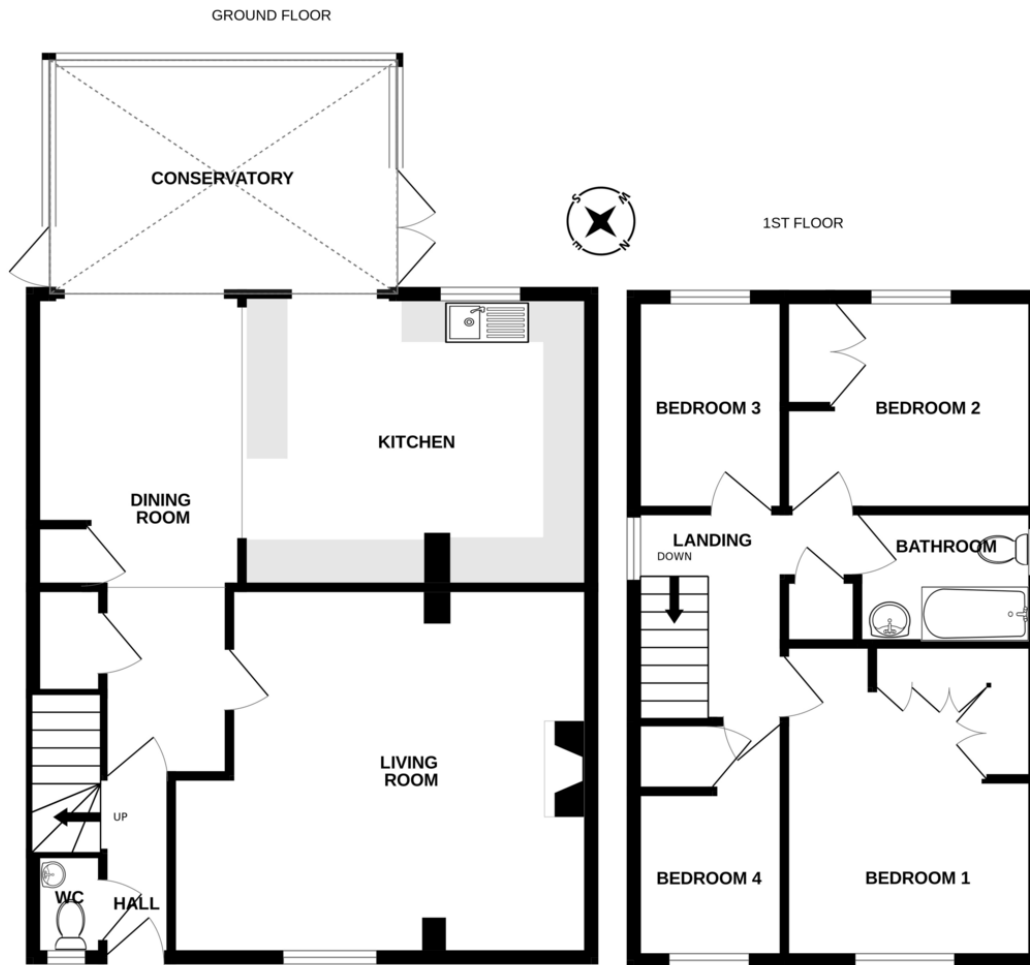 GROUND FLOOR
CONSERVATORY
S
W
N
E
1ST FLOOR
KITCHEN
DINING
ROOM
LIVING
ROOM
UP
WC
HALL
BEDROOM 3
BEDROOM 2
LANDING
DOWN
BATHROOM
BEDROOM 4
BEDROOM 1